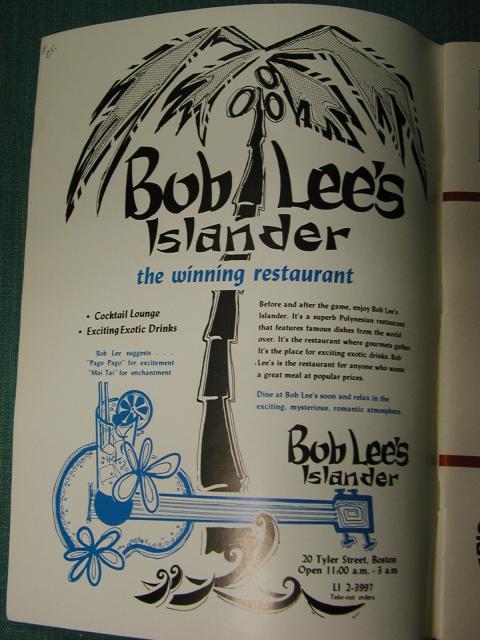 Bob Lee's
Islander
the winning restaurant
• Cocktail Lounge
• Exciting Exotic Drinks
Bob Lee suggests . . .
"Pago Pago" for excitement
"Mai Tai" for enchantment
Before and after the game, enjoy Bob Lee's
Islander. It's a superb Polynesian restaurant
that features famous dishes from the world
over. It's the restaurant where gourmets gather.
It's the place for exciting exotic drinks. Bob
Lee's is the restaurant for anyone who wants
a great meal at popular prices.
Dine at Bob Lee's soon and relax in the
exciting, mysterious, romantic atmosphere.
Bob Lee's
Islander
20 Tyler Street, Boston
Open 11:00 a.m. - 3 a.m
LI 2-3997
Take-out orders